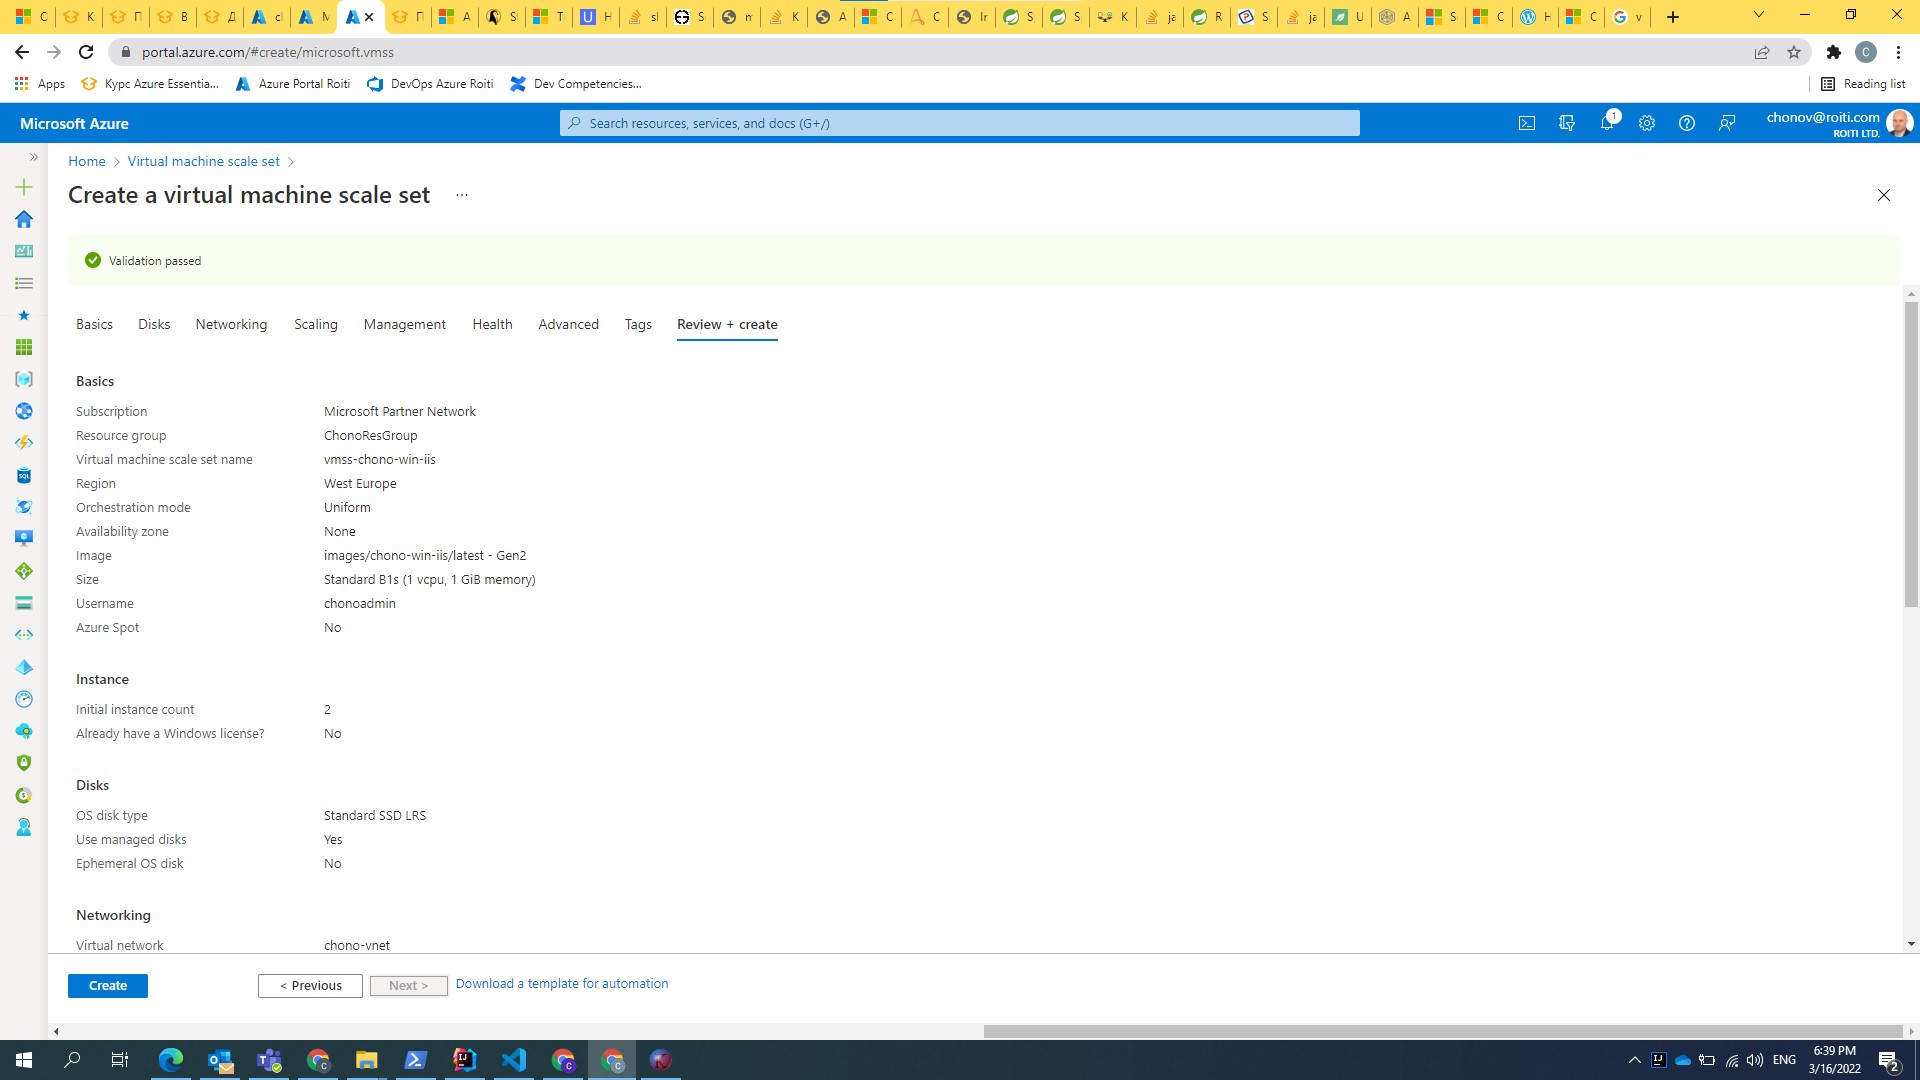 portal.azure.com/#create/microsoft.vmss
Apps
Курс Azure Essentia...
Azure Portal Roiti
DevOps Azure Roiti
Dev Competencies...
Reading list
Microsoft Azure
Search resources, services, and docs (G+/)
1
chonov@roiti.com
ROITI LTD.
Home
Virtual machine scale set
Create a virtual machine scale set
...
Validation passed
Basics
Disks
Networking
Scaling
Management
Health
Advanced
Tags
Review + create
Basics
Subscription
Microsoft Partner Network
Resource group
ChonoResGroup
Virtual machine scale set name
vmss-chono-win-iis
Region
West Europe
Orchestration mode
Uniform
Availability zone
None
Image
images/chono-win-iis/latest - Gen2
Size
Standard B1s (1 vcpu, 1 GiB memory)
Username
chonoadmin
Azure Spot
No
Instance
Initial instance count
2
Already have a Windows license?
No
Disks
OS disk type
Standard SSD LRS
Use managed disks
Yes
Ephemeral OS disk
No
Networking
Virtual network
chono-vnet
Create
< Previous
Next >
Download a template for automation
ENG
6:39 PM
3/16/2022
2